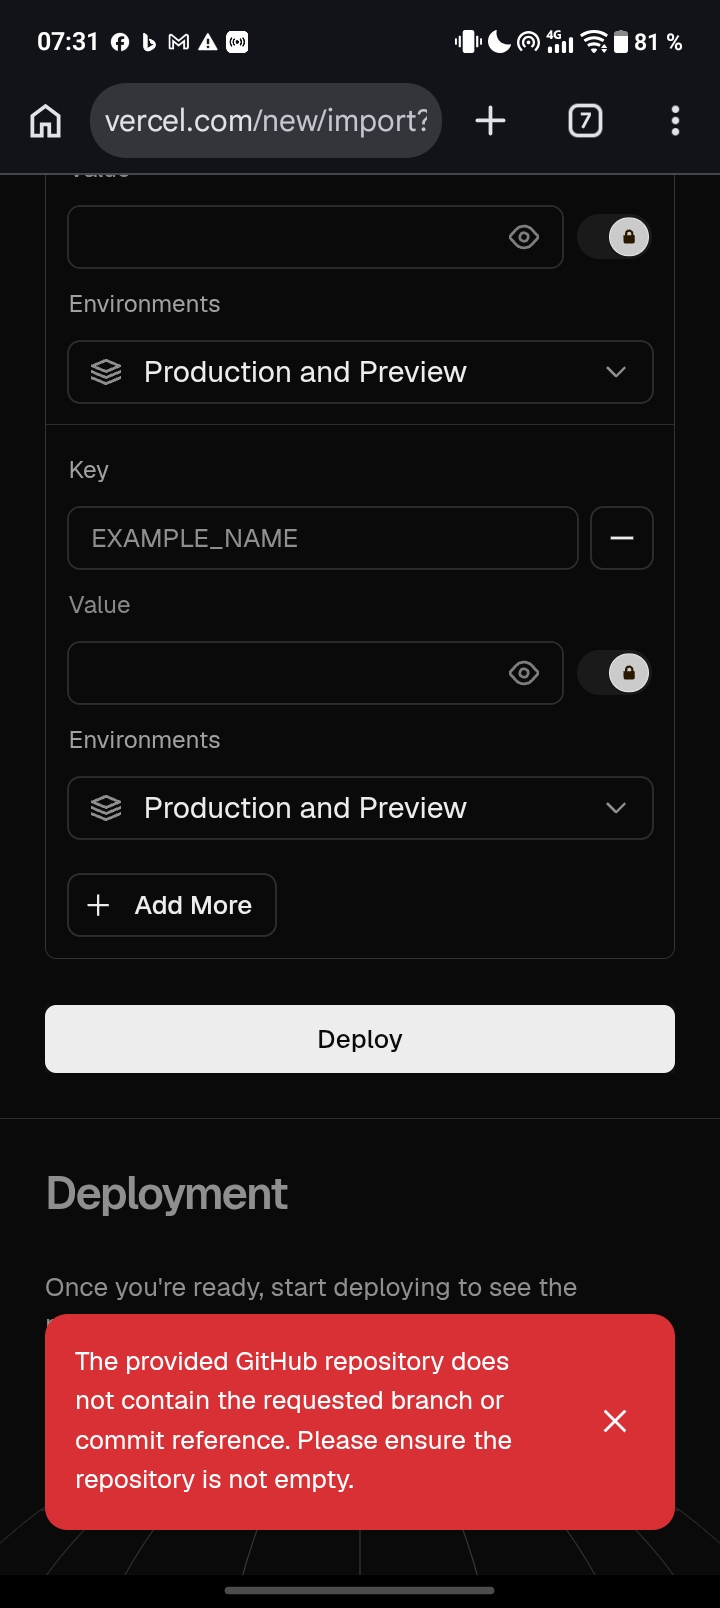 07:31
4G
81 %
vercel.com/new/import?
7
Value
Environments
Production and Preview
Key
EXAMPLE_NAME
Value
Environments
Production and Preview
Add More
Deploy
Deployment
Once you're ready, start deploying to see the
The provided GitHub repository does
not contain the requested branch or
commit reference. Please ensure the
repository is not empty.